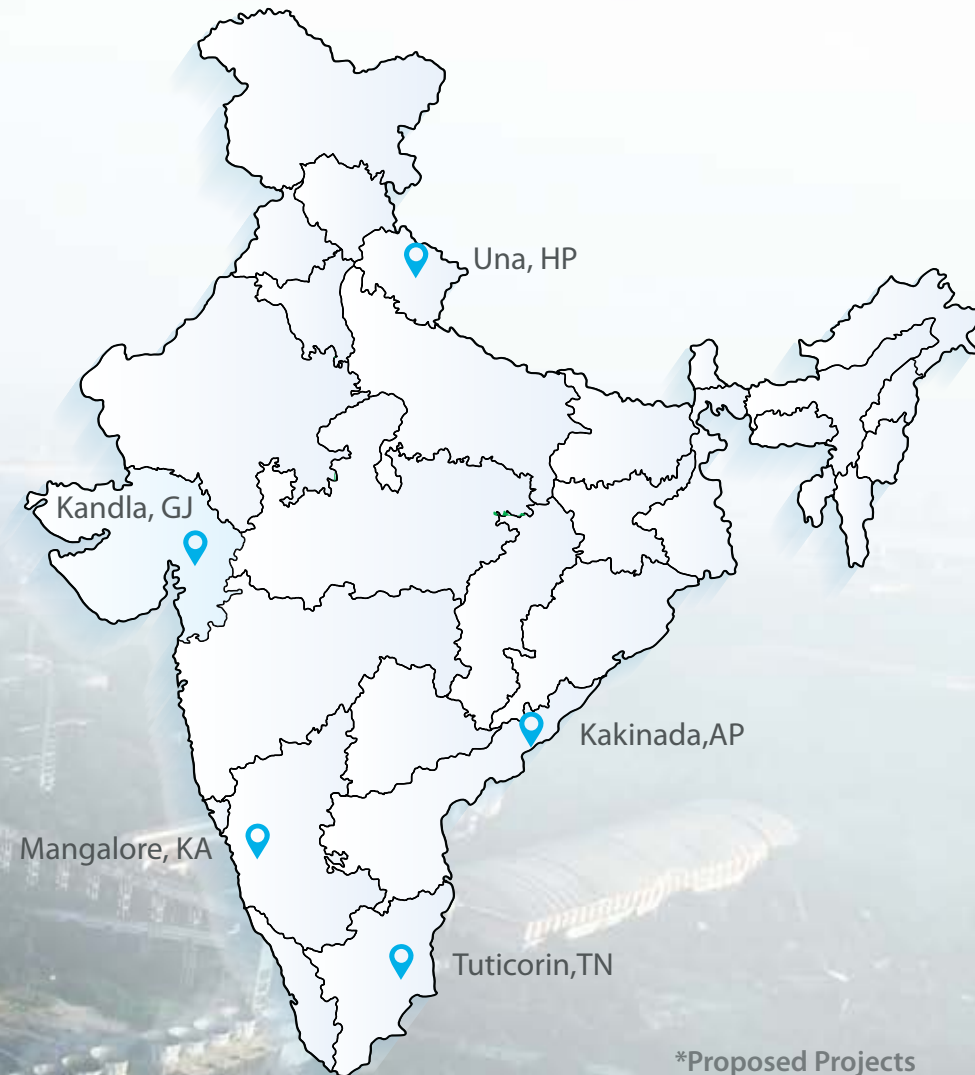 Una, HP
Kandla, GJ
Kakinada,AP
Mangalore, KA
Tuticorin,TN
*Proposed Projects